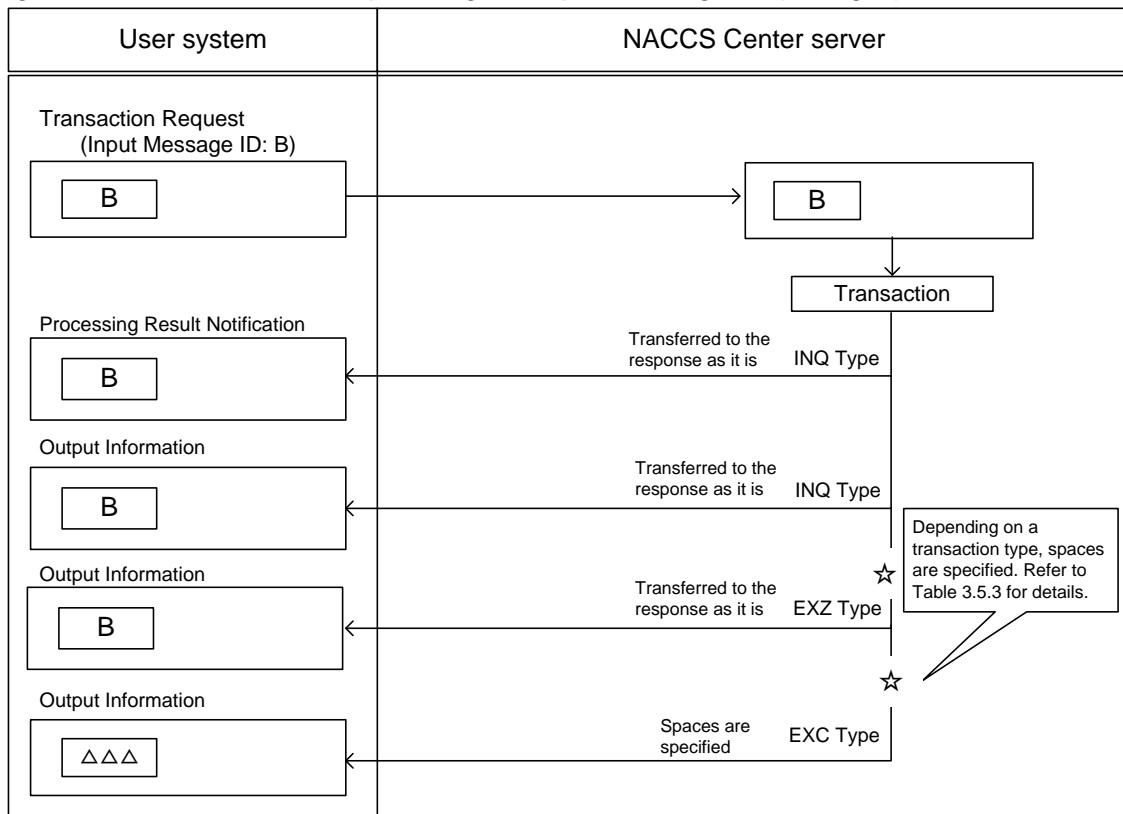 User system
NACCS Center server
Transaction Request
(Input Message ID: B)
B
B
Transaction
Processing Result Notification
B
Transferred to the
response as it is
INQ Type
Output Information
B
Transferred to the
response as it is
INQ Type
Depending on a
transaction type, spaces
are specified. Refer to
Table 3.5.3 for details.
☆
Output Information
B
Transferred to the
response as it is
EXZ Type
☆
Output Information
△△△
Spaces are
specified
EXC Type